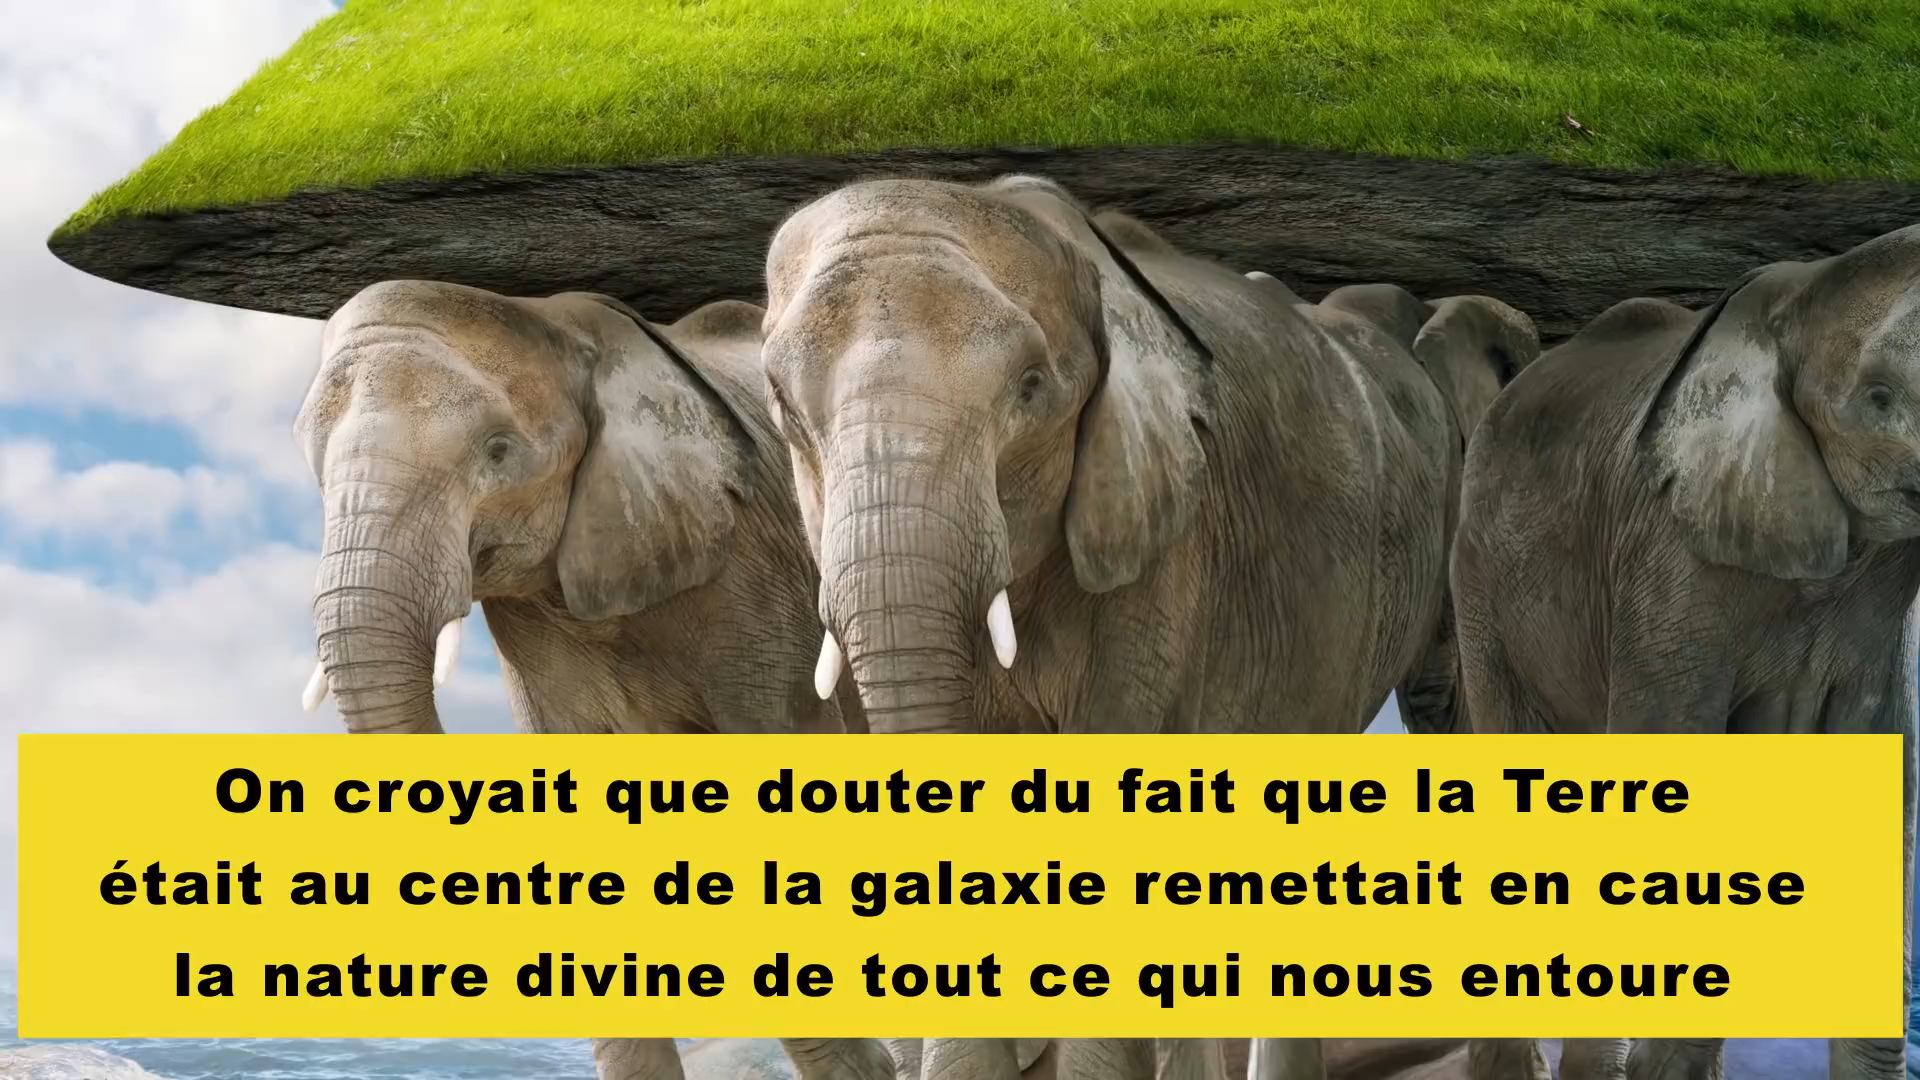 On croyait que douter du fait que la Terre
était au centre de la galaxie remettait en cause
la nature divine de tout ce qui nous entoure